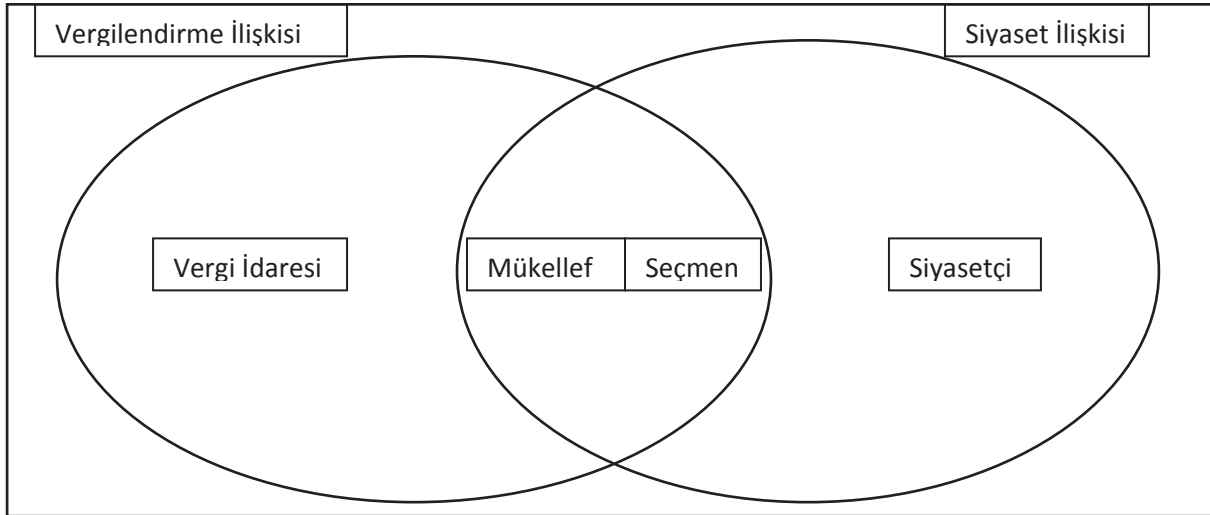 Vergilendirme İlişkisi
Siyaset İlişkisi
Vergi İdaresi
Mükellef
Seçmen
Siyasetçi